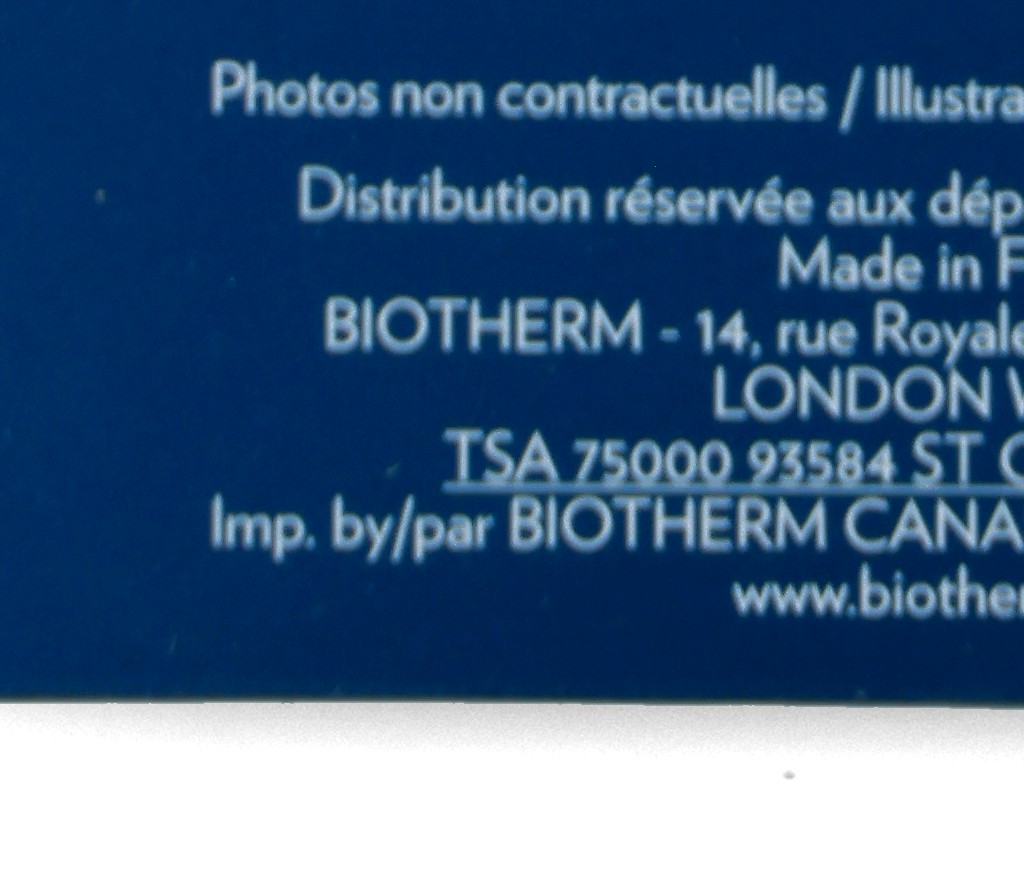 Photos non contractuelles / Illustra
Distribution réservée aux dép
Made in F
BIOTHERM - 14, rue Royale
LONDON W
TSA 75000 93584 ST
Imp. by/par BIOTHERM CANA
www.biother